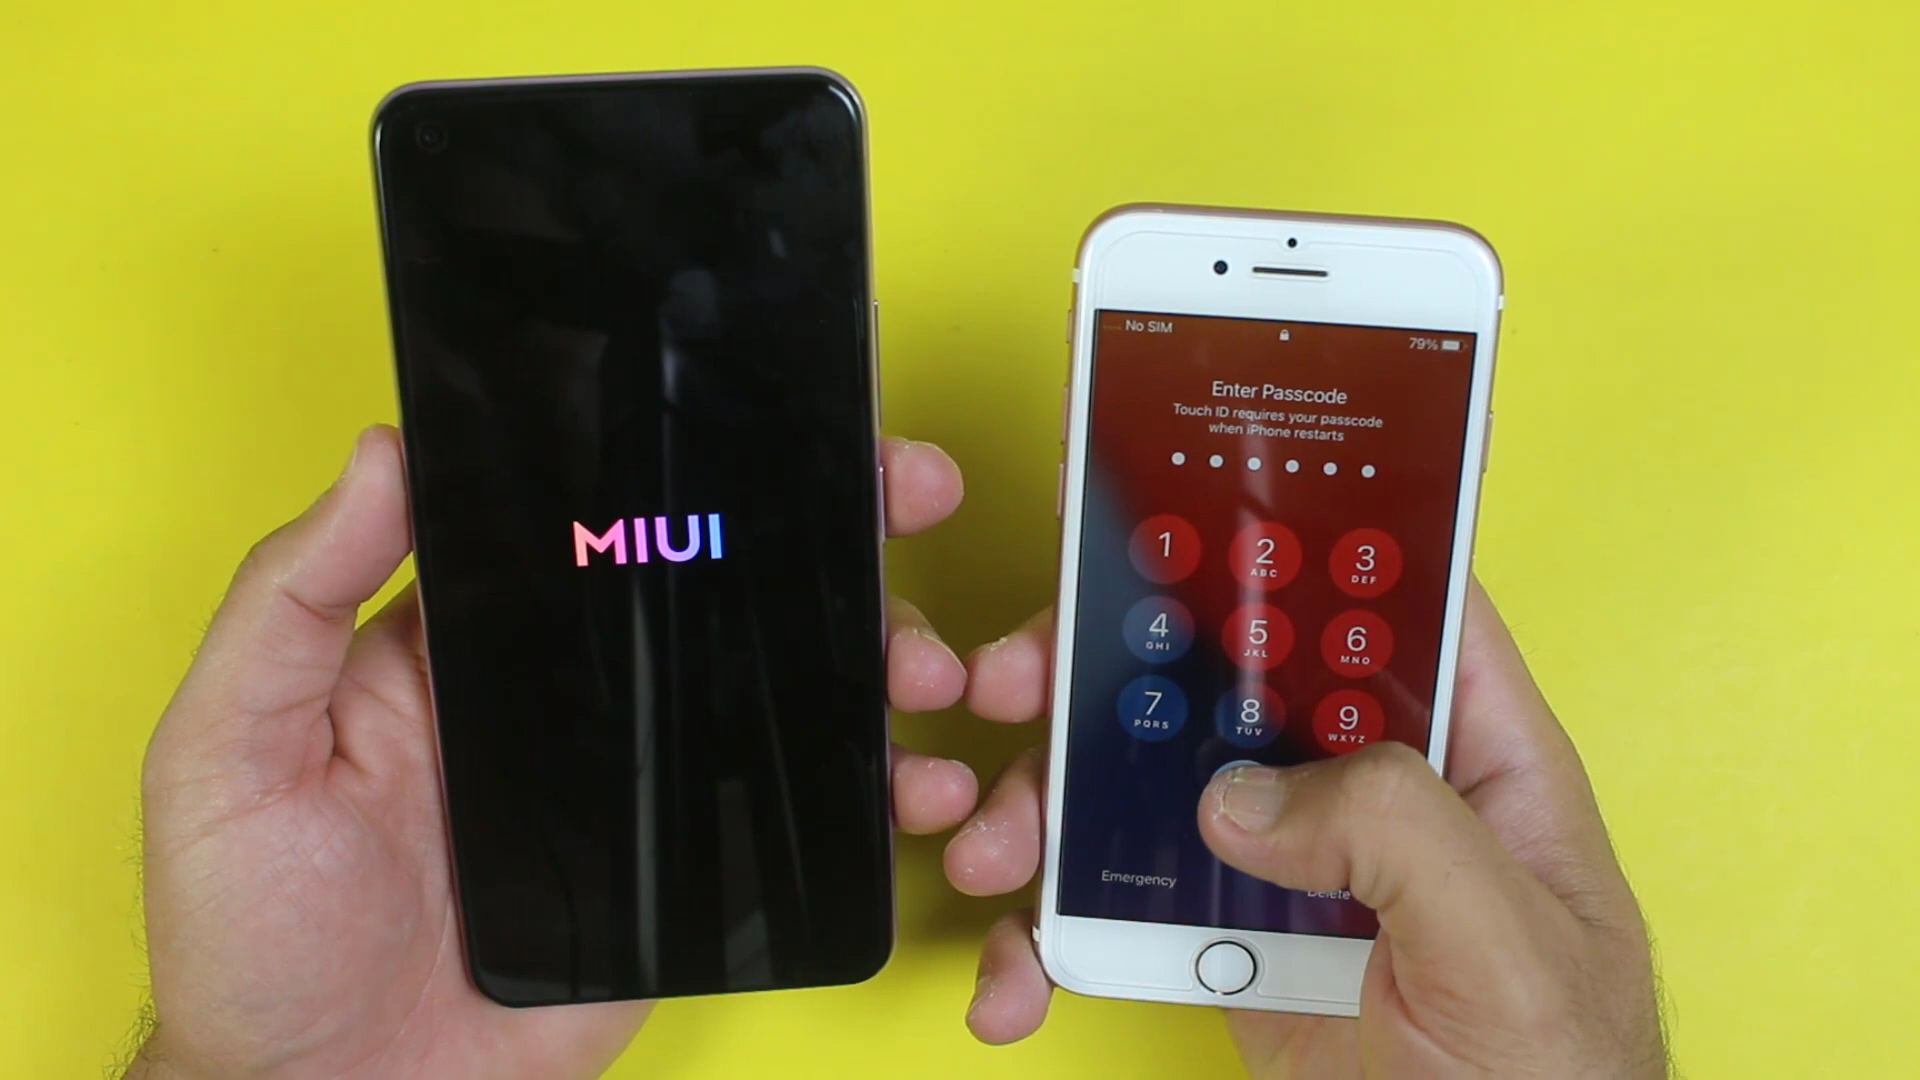 MIUI
No SIM
79%
Enter Passcode
Touch ID requires your passcode
when iPhone restarts
1
2
ABC
3
DEF
4
GHI
5
JKL
6
MNO
7
PQRS
8
TUV
9
WXYZ
Emergency
Delete